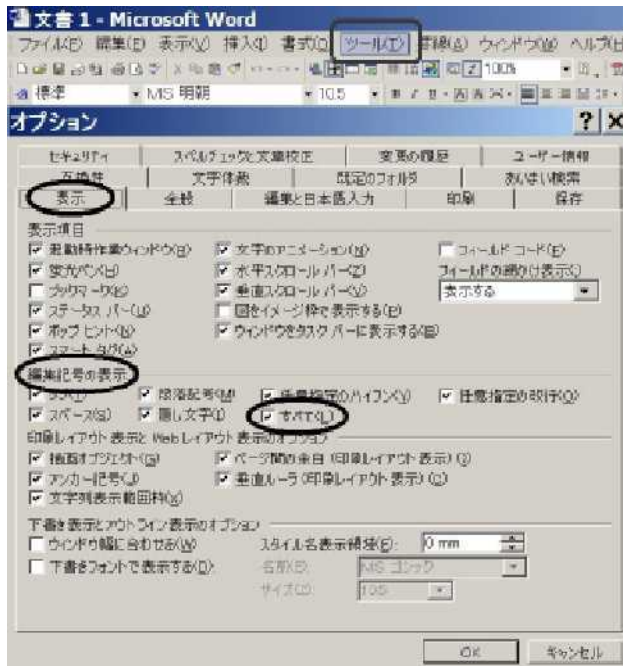 文書 1 - Microsoft Word
ファイル(F) 編集(E) 表示(V) 挿入(I) 書式(O) ツール(T) 罫線(A) ウィンドウ(W) ヘルプ(H
100%
標準 MS 明朝 10.5
オプション
セキュリティ スペルチェックと文章校正 変更の履歴 ユーザー情報
互換性 文字体裁 既定のフォルダ あいまい検索
表示 全般 編集と日本語入力 印刷 保存
表示項目
起動時作業ウィンドウ(B) 文字のアニメーション(N) フィールド コード(F)
蛍光ペン(H) 水平スクロール バー(Z) フィールドの網かけ表示(C)
ブックマーク(K) 垂直スクロール バー(V) 表示する
ステータス バー(U) 図をイメージ枠で表示する(P)
ポップ ヒント(N) ウィンドウをタスク バーに表示する(B)
スマート タグ(A)
編集記号の表示
タブ(T) 段落記号(M) 任意指定のハイフン(Y) 任意指定の改行(O)
スペース(S) 隠し文字(I) すべて(L)
印刷レイアウト表示と Web レイアウト表示のオプション
描画オブジェクト(G) ページ間の余白 (印刷レイアウト表示)
アンカー記号(J) 垂直ルーラ (印刷レイアウト表示)
文字列表示範囲枠(X)
下書き表示とアウトライン表示のオプション
ウィンドウ幅に合わせる(W) スタイル名表示領域(E): 0 mm
下書きフォントで表示する(D): 名前 MS ゴシック
サイズ 10.5
OK キャンセル